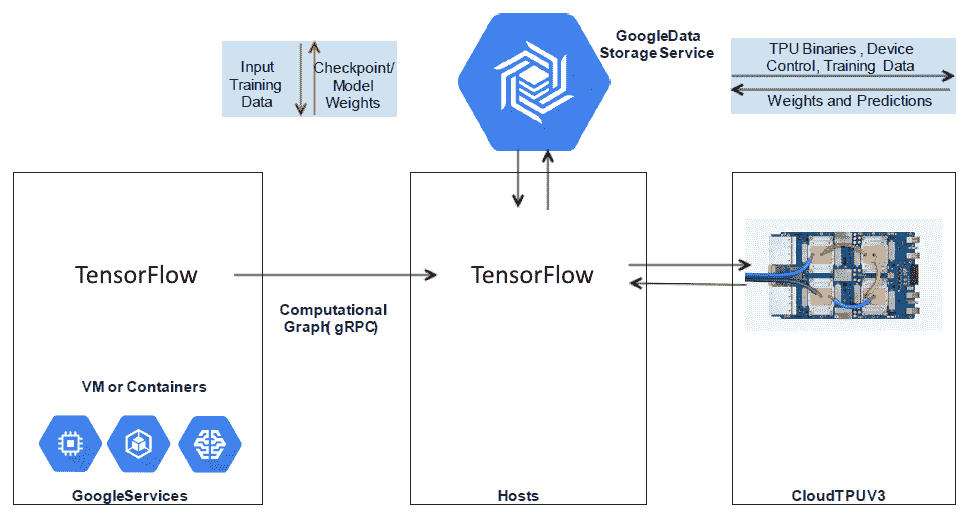 Input
Training
Data
Checkpoint/
Model
Weights
GoogleData
Storage Service
TPU Binaries , Device
Control, Training Data
Weights and Predictions
TensorFlow
TensorFlow
Computational
Graph( gRPC)
VM or Containers
GoogleServices
Hosts
CloudTPUV3